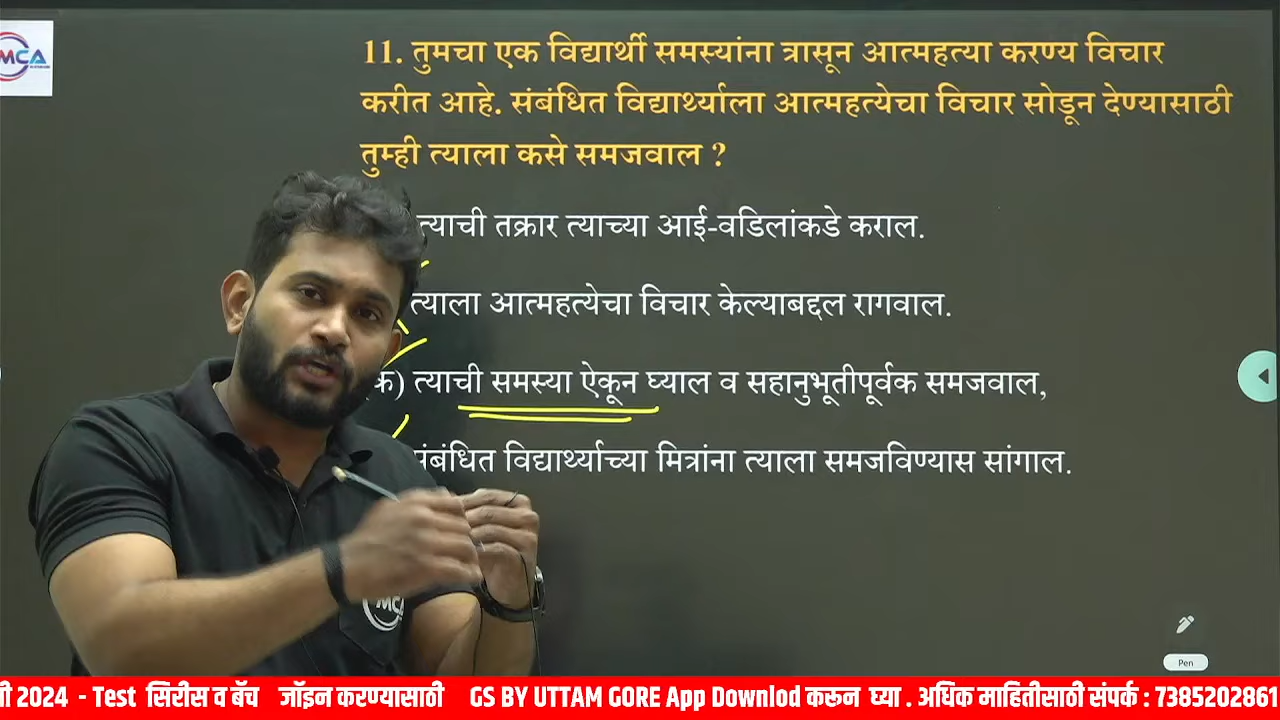 MCA
11. तुमचा एक विद्यार्थी समस्यांना त्रासून आत्महत्या करण्य विचार
करीत आहे. संबंधित विद्यार्थ्याला आत्महत्येचा विचार सोडून देण्यासाठी
तुम्ही त्याला कसे समजवाल ?
त्याची तक्रार त्याच्या आई-वडिलांकडे कराल.
त्याला आत्महत्येचा विचार केल्याबद्दल रागवाल.
क) त्याची समस्या ऐकून घ्याल व सहानुभूतीपूर्वक समजवाल,
संबंधित विद्यार्थ्याच्या मित्रांना त्याला समजविण्यास सांगाल.
MCA
Pen
2024 - Test सिरीस व बॅच जॉइन करण्यासाठी GS BY UTTAM GORE App Downlod करून घ्या . अधिक माहितीसाठी संपर्क : 7385202861